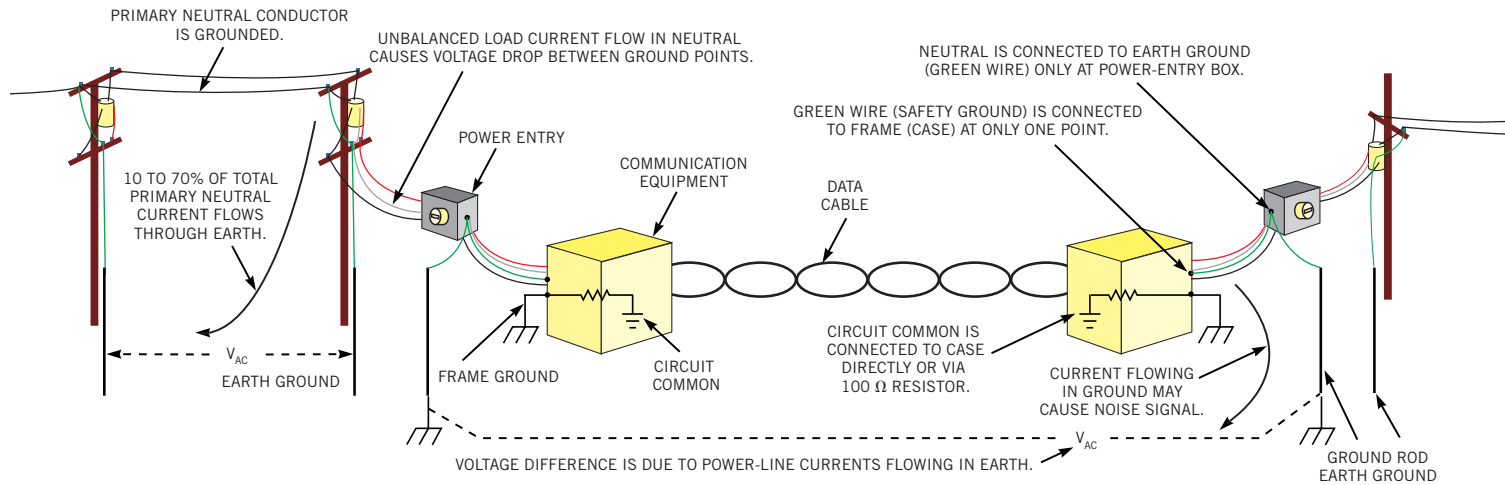 PRIMARY NEUTRAL CONDUCTOR
IS GROUNDED.
UNBALANCED LOAD CURRENT FLOW IN NEUTRAL
CAUSES VOLTAGE DROP BETWEEN GROUND POINTS.
NEUTRAL IS CONNECTED TO EARTH GROUND
(GREEN WIRE) ONLY AT POWER-ENTRY BOX.
GREEN WIRE (SAFETY GROUND) IS CONNECTED
TO FRAME (CASE) AT ONLY ONE POINT.
POWER ENTRY
COMMUNICATION
EQUIPMENT
DATA
CABLE
10 TO 70% OF TOTAL
PRIMARY NEUTRAL
CURRENT FLOWS
THROUGH EARTH.
VAC
EARTH GROUND
FRAME GROUND
CIRCUIT
COMMON
CIRCUIT COMMON IS
CONNECTED TO CASE
DIRECTLY OR VIA
100 Ω RESISTOR.
CURRENT FLOWING
IN GROUND MAY
CAUSE NOISE SIGNAL.
VAC
VOLTAGE DIFFERENCE IS DUE TO POWER-LINE CURRENTS FLOWING IN EARTH.
GROUND ROD
EARTH GROUND